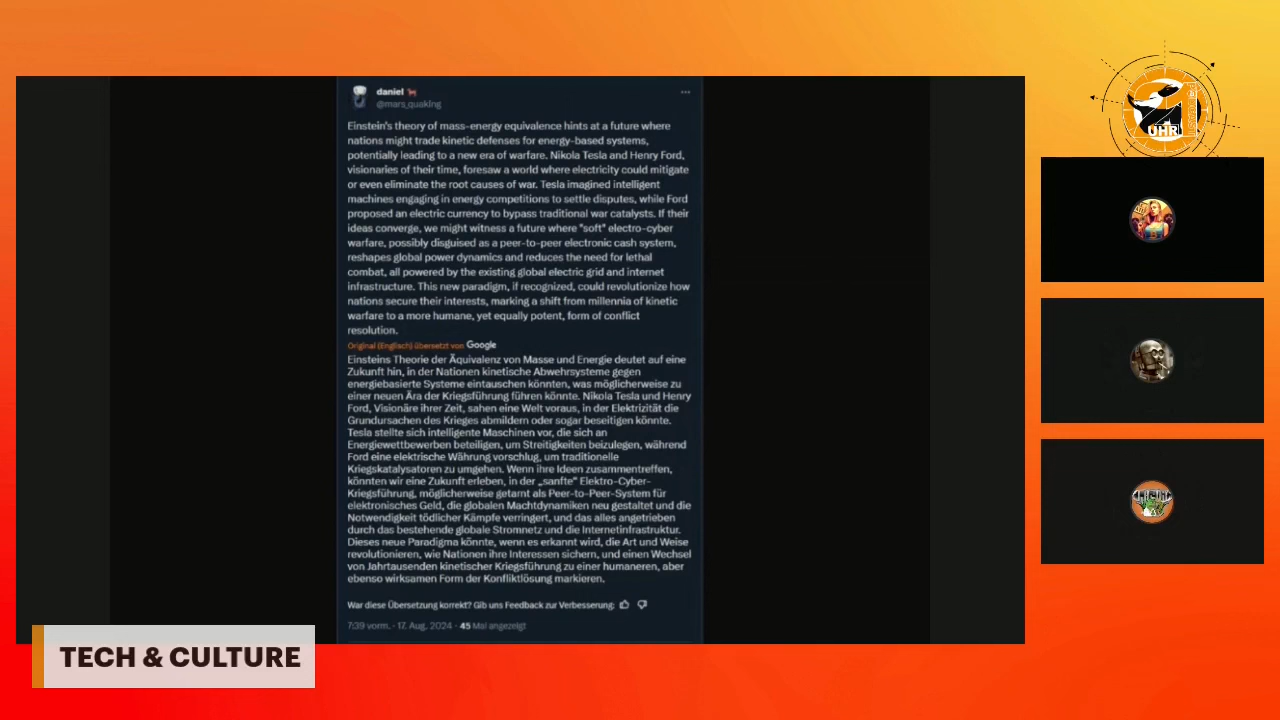 daniel
@mars_quaking
Einstein's theory of mass-energy equivalence hints at a future where
nations might trade kinetic defenses for energy-based systems,
potentially leading to a new era of warfare. Nikola Tesla and Henry Ford,
visionaries of their time, foresaw a world where electricity could mitigate
or even eliminate the root causes of war. Tesla imagined intelligent
machines engaging in energy competitions to settle disputes, while Ford
proposed an electric currency to bypass traditional war catalysts. If their
ideas converge, we might witness a future where "soft" electro-cyber
warfare, possibly disguised as a peer-to-peer electronic cash system,
reshapes global power dynamics and reduces the need for lethal
combat, all powered by the existing global electric grid and internet
infrastructure. This new paradigm, if recognized, could revolutionize how
nations secure their interests, marking a shift from millennia of kinetic
warfare to a more humane, yet equally potent, form of conflict
resolution.
Original (Englisch) übersetzt von Google
Einsteins Theorie der Äquivalenz von Masse und Energie deutet auf eine
Zukunft hin, in der Nationen kinetische Abwehrsysteme gegen
energiebasierte Systeme eintauschen könnten, was möglicherweise zu
einer neuen Ära der Kriegsführung führen könnte. Nikola Tesla und Henry
Ford, Visionäre ihrer Zeit, sahen eine Welt voraus, in der Elektrizität die
Grundursachen des Krieges abmildern oder sogar beseitigen könnte.
Tesla stellte sich intelligente Maschinen vor, die sich an
Energiewettbewerben beteiligen, um Streitigkeiten beizulegen, während
Ford eine elektrische Währung vorschlug, um traditionelle
Kriegskatalysatoren zu umgehen. Wenn ihre Ideen zusammentreffen,
könnten wir eine Zukunft erleben, in der „sanfte" Elektro-Cyber-
Kriegsführung, möglicherweise getarnt als Peer-to-Peer-System für
elektronisches Geld, die globalen Machtdynamiken neu gestaltet und die
Notwendigkeit tödlicher Kämpfe verringert, und das alles angetrieben
durch das bestehende globale Stromnetz und die Internetinfrastruktur.
Dieses neue Paradigma könnte, wenn es erkannt wird, die Art und Weise
revolutionieren, wie Nationen ihre Interessen sichern, und einen Wechsel
von Jahrtausenden kinetischer Kriegsführung zu einer humaneren, aber
ebenso wirksamen Form der Konfliktlösung markieren.
War diese Übersetzung korrekt? Gib uns Feedback zur Verbesserung:
7:39 vorm. · 17. Aug. 2024 · 45 Mal angezeigt
TECH & CULTURE
UHR